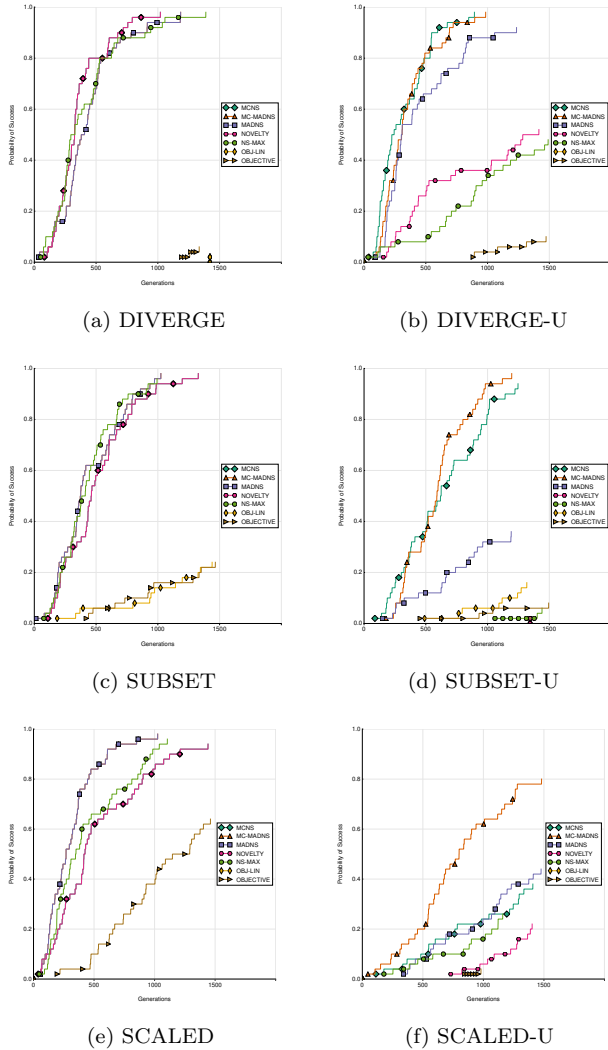 1.0
0.8
0.6
0.4
0.2
0.0
0
500
1000
1500
Probability of Success
Generations
MCNS
MC-MADNS
MADNS
NOVELTY
NS-MAX
OBJ-LIN
OBJECTIVE
(a) DIVERGE
1.0
0.8
0.6
0.4
0.2
0.0
0
500
1000
1500
Probability of Success
Generations
MCNS
MC-MADNS
MADNS
NOVELTY
NS-MAX
OBJ-LIN
OBJECTIVE
(b) DIVERGE-U
1.0
0.8
0.6
0.4
0.2
0.0
0
500
1000
1500
Probability of Success
Generations
MCNS
MC-MADNS
MADNS
NOVELTY
NS-MAX
OBJ-LIN
OBJECTIVE
(c) SUBSET
1.0
0.8
0.6
0.4
0.2
0.0
0
500
1000
1500
Probability of Success
Generations
MCNS
MC-MADNS
MADNS
NOVELTY
NS-MAX
OBJ-LIN
OBJECTIVE
(d) SUBSET-U
1.0
0.8
0.6
0.4
0.2
0.0
0
500
1000
1500
Probability of Success
Generations
MCNS
MC-MADNS
MADNS
NOVELTY
NS-MAX
OBJ-LIN
OBJECTIVE
(e) SCALED
1.0
0.8
0.6
0.4
0.2
0.0
0
500
1000
1500
Probability of Success
Generations
MCNS
MC-MADNS
MADNS
NOVELTY
NS-MAX
OBJ-LIN
OBJECTIVE
(f) SCALED-U